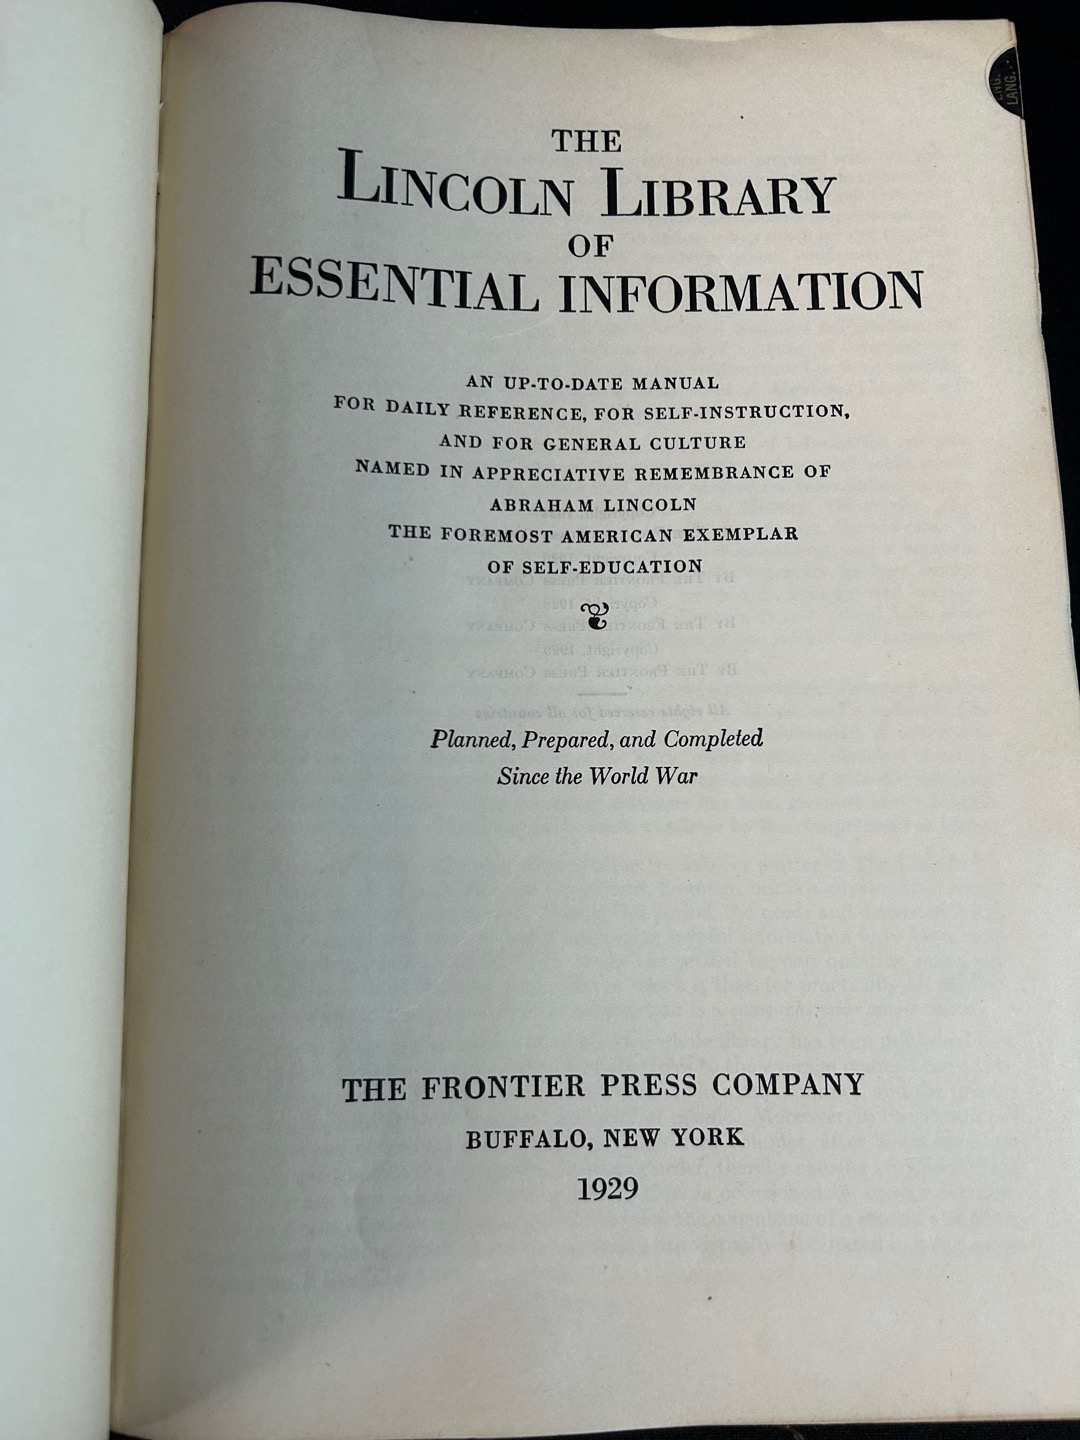 ENG.
LANG.
THE
LINCOLN LIBRARY
OF
ESSENTIAL INFORMATION
AN UP-TO-DATE MANUAL
FOR DAILY REFERENCE, FOR SELF-INSTRUCTION,
AND FOR GENERAL CULTURE
NAMED IN APPRECIATIVE REMEMBRANCE OF
ABRAHAM LINCOLN
THE FOREMOST AMERICAN EXEMPLAR
OF SELF-EDUCATION
Planned, Prepared, and Completed
Since the World War
THE FRONTIER PRESS COMPANY
BUFFALO, NEW YORK
1929